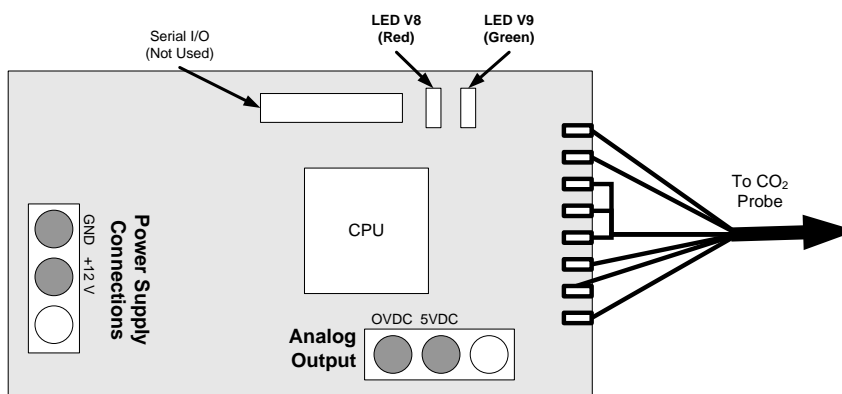 Serial I/O
(Not Used)
LED V8
(Red)
LED V9
(Green)
To CO₂
Probe
CPU
Power Supply
Connections
GND
+12 V
Analog
Output
OVDC
5VDC